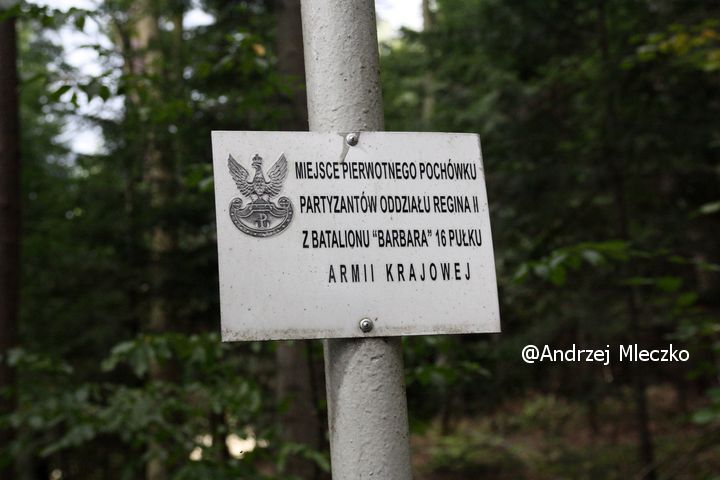 MIEJSCE PIERWOTNEGO POCHÓWKU
PARTYZANTÓW ODDZIAŁU REGINA II
Z BATALIONU "BARBARA" 16 PUŁKU
ARMII KRAJOWEJ
@Andrzej Mleczko